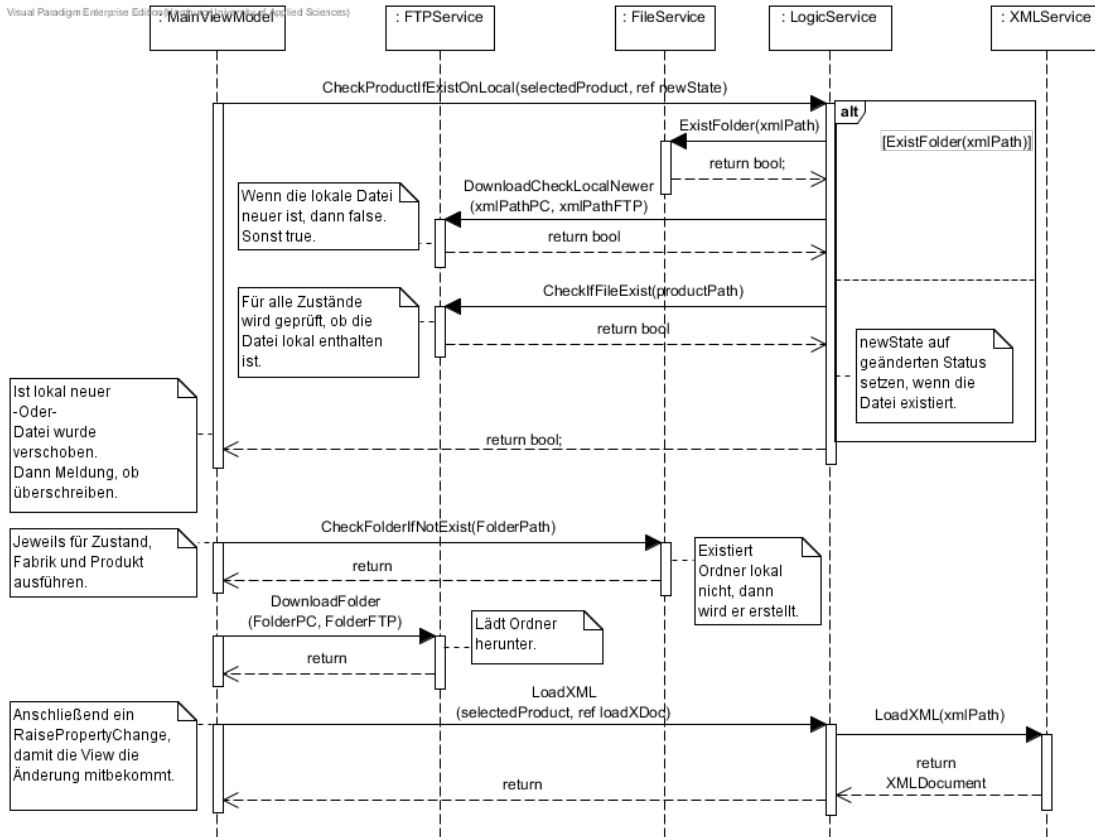 Visual Paradigm Enterprise Edition(Hamburg University of Applied Sciences)
: MainViewModel
: FTPService
: FileService
: LogicService
: XMLService
CheckProductIfExistOnLocal(selectedProduct, ref newState)
alt
[ExistFolder(xmlPath)]
ExistFolder(xmlPath)
return bool;
Wenn die lokale Datei
neuer ist, dann false.
Sonst true.
DownloadCheckLocalNewer
(xmlPathPC, xmlPathFTP)
return bool
Für alle Zustände
wird geprüft, ob die
Datei lokal enthalten
ist.
CheckIfFileExist(productPath)
return bool
newState auf
geänderten Status
setzen, wenn die
Datei existiert.
Ist lokal neuer
-Oder-
Datei wurde
verschoben.
Dann Meldung, ob
überschreiben.
return bool;
Jeweils für Zustand,
Fabrik und Produkt
ausführen.
CheckFolderIfNotExist(FolderPath)
return
Existiert
Ordner lokal
nicht, dann
wird er erstellt.
DownloadFolder
(FolderPC, FolderFTP)
return
Lädt Ordner
herunter.
Anschließend ein
RaisePropertyChange,
damit die View die
Änderung mitbekommt.
LoadXML
(selectedProduct, ref loadXDoc)
LoadXML(xmlPath)
return
XMLDocument
return